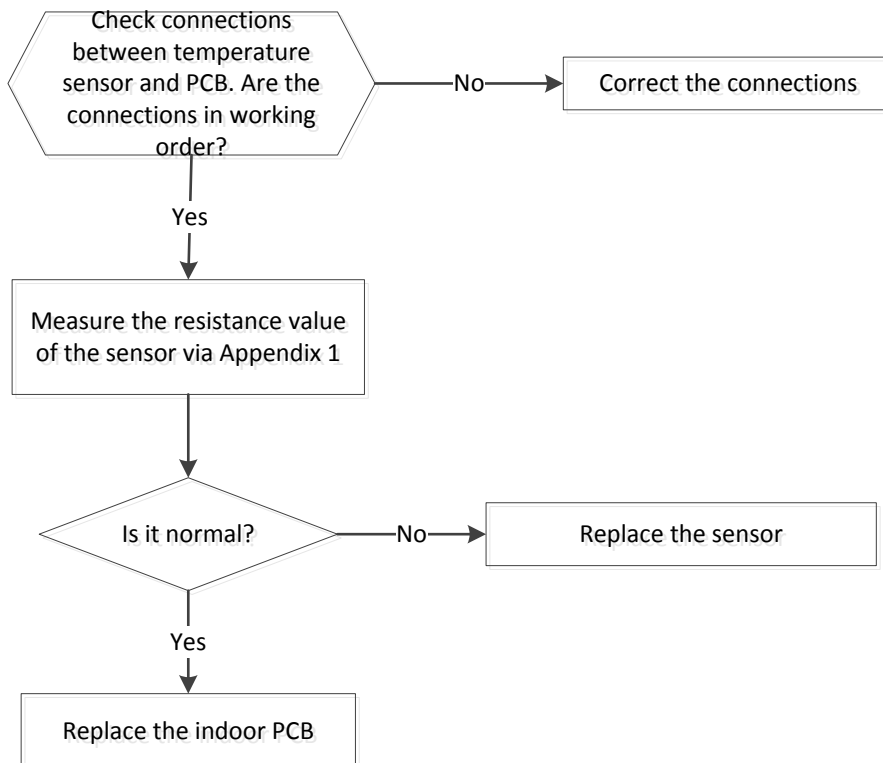 Check connections
between temperature
sensor and PCB. Are the
connections in working
order?
No
Correct the connections
Yes
Measure the resistance value
of the sensor via Appendix 1
Is it normal?
No
Replace the sensor
Yes
Replace the indoor PCB